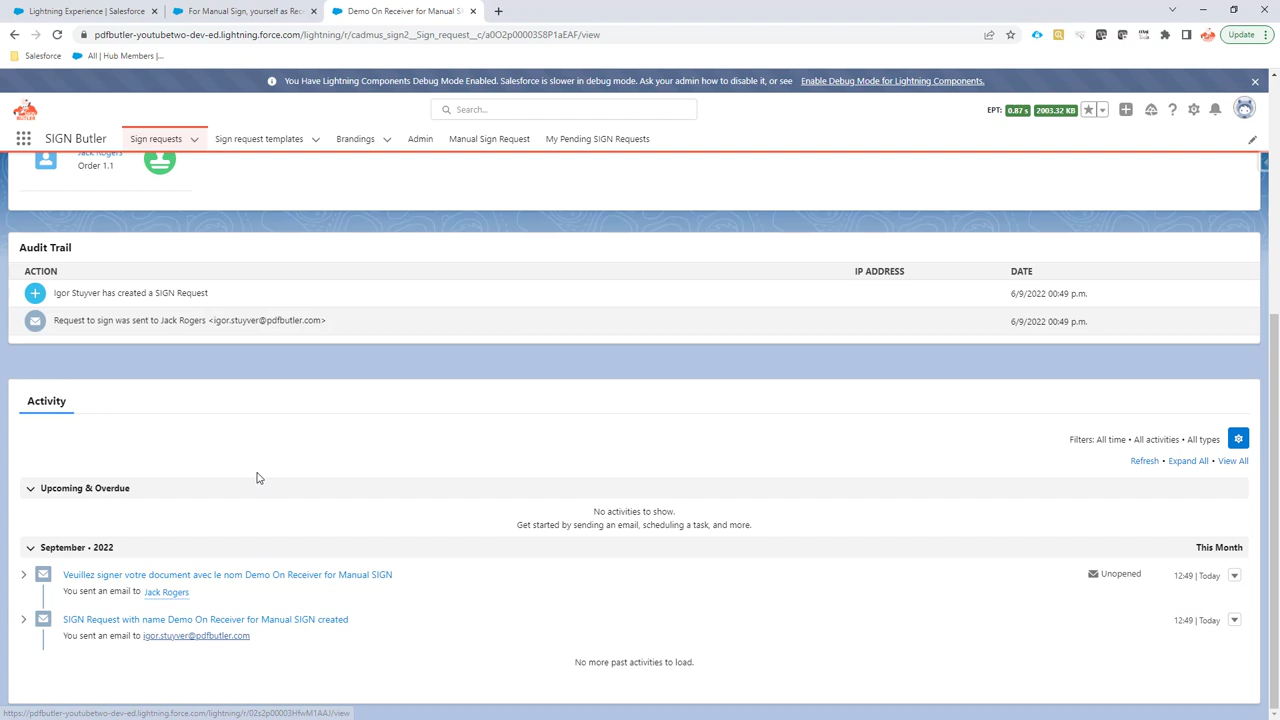 Lightning Experience | Salesforce
For Manual Sign, yourself as Rec
Demo On Receiver for Manual S
pdfbutler-youtubetwo-dev-ed.lightning.force.com/lightning/r/cadmus_sign2__Sign_request__c/a0O2p00003S8P1aEAF/view
Update
Salesforce
All | Hub Members |...
You Have Lightning Components Debug Mode Enabled. Salesforce is slower in debug mode. Ask your admin how to disable it, or see Enable Debug Mode for Lightning Components.
Search...
EPT: 0.87 s 2003.32 KB
SIGN Butler
Sign requests
Sign request templates
Brandings
Admin
Manual Sign Request
My Pending SIGN Requests
Jack Rogers
Order 1.1
Audit Trail
ACTION IP ADDRESS DATE
Igor Stuyver has created a SIGN Request 6/9/2022 00:49 p.m.
Request to sign was sent to Jack Rogers <igor.stuyver@pdfbutler.com> 6/9/2022 00:49 p.m.
Activity
Filters: All time • All activities • All types
Refresh • Expand All • View All
Upcoming & Overdue
No activities to show.
Get started by sending an email, scheduling a task, and more.
September • 2022 This Month
Veuillez signer votre document avec le nom Demo On Receiver for Manual SIGN Unopened 12:49 | Today
You sent an email to Jack Rogers
SIGN Request with name Demo On Receiver for Manual SIGN created 12:49 | Today
You sent an email to igor.stuyver@pdfbutler.com
No more past activities to load.
https://pdfbutler-youtubetwo-dev-ed.lightning.force.com/lightning/r/02s2p00003HfwM1AAJ/view